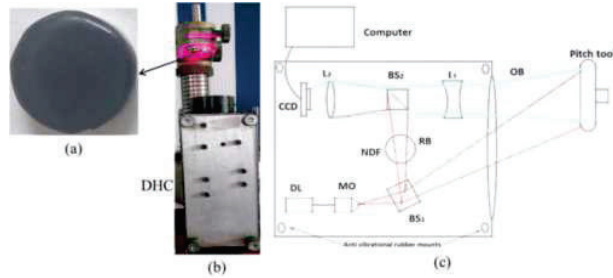 Computer
Pitch too
L₂
BS₂
L₁
OB
CCD
NDF
RB
DL
MO
BS₁
Anti vibrational rubber mounts
DHC
(a)
(b)
(c)